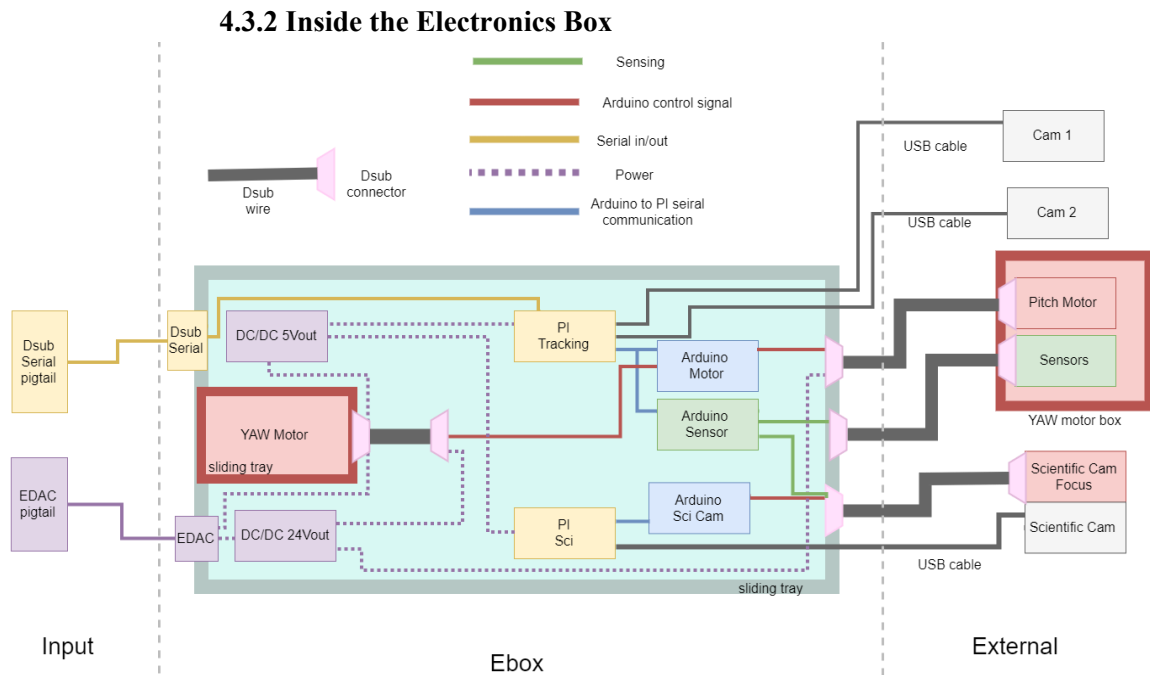 4.3.2 Inside the Electronics Box
Sensing
Arduino control signal
Serial in/out
Power
Arduino to PI seiral
communication
Dsub
wire
Dsub
connector
USB cable
Cam 1
USB cable
Cam 2
Dsub
Serial
pigtail
Dsub
Serial
DC/DC 5Vout
PI
Tracking
Arduino
Motor
Pitch Motor
Sensors
YAW motor box
YAW Motor
sliding tray
Arduino
Sensor
EDAC
pigtail
EDAC
DC/DC 24Vout
PI
Sci
Arduino
Sci Cam
Scientific Cam
Focus
Scientific Cam
USB cable
sliding tray
Input
Ebox
External